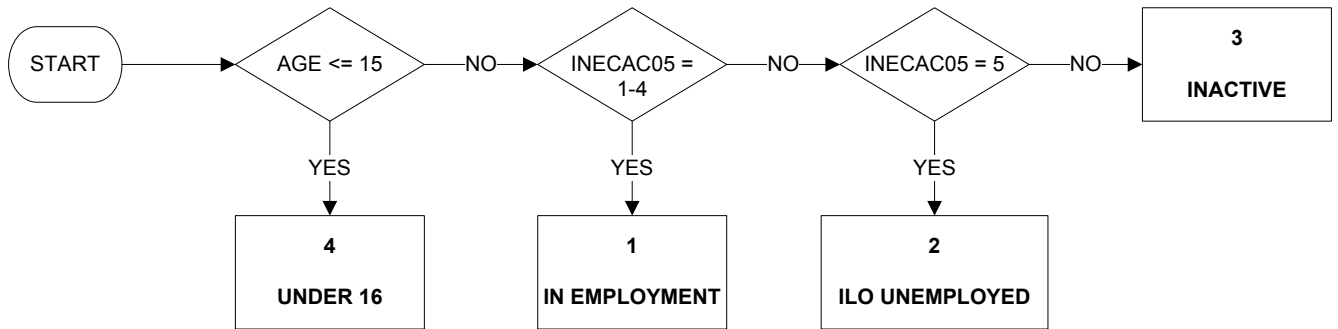 START
AGE <= 15
NO
INECAC05 =
1-4
NO
INECAC05 = 5
NO
3
INACTIVE
YES
YES
YES
4
UNDER 16
1
IN EMPLOYMENT
2
ILO UNEMPLOYED